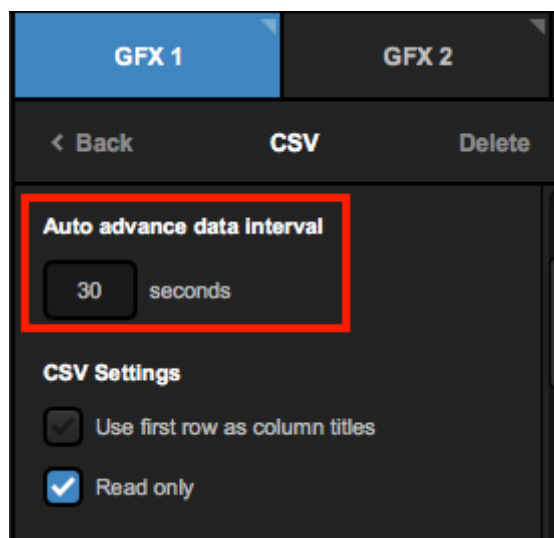 GFX 1
GFX 2
< Back
CSV
Delete
Auto advance data interval
30 seconds
CSV Settings
Use first row as column titles
Read only